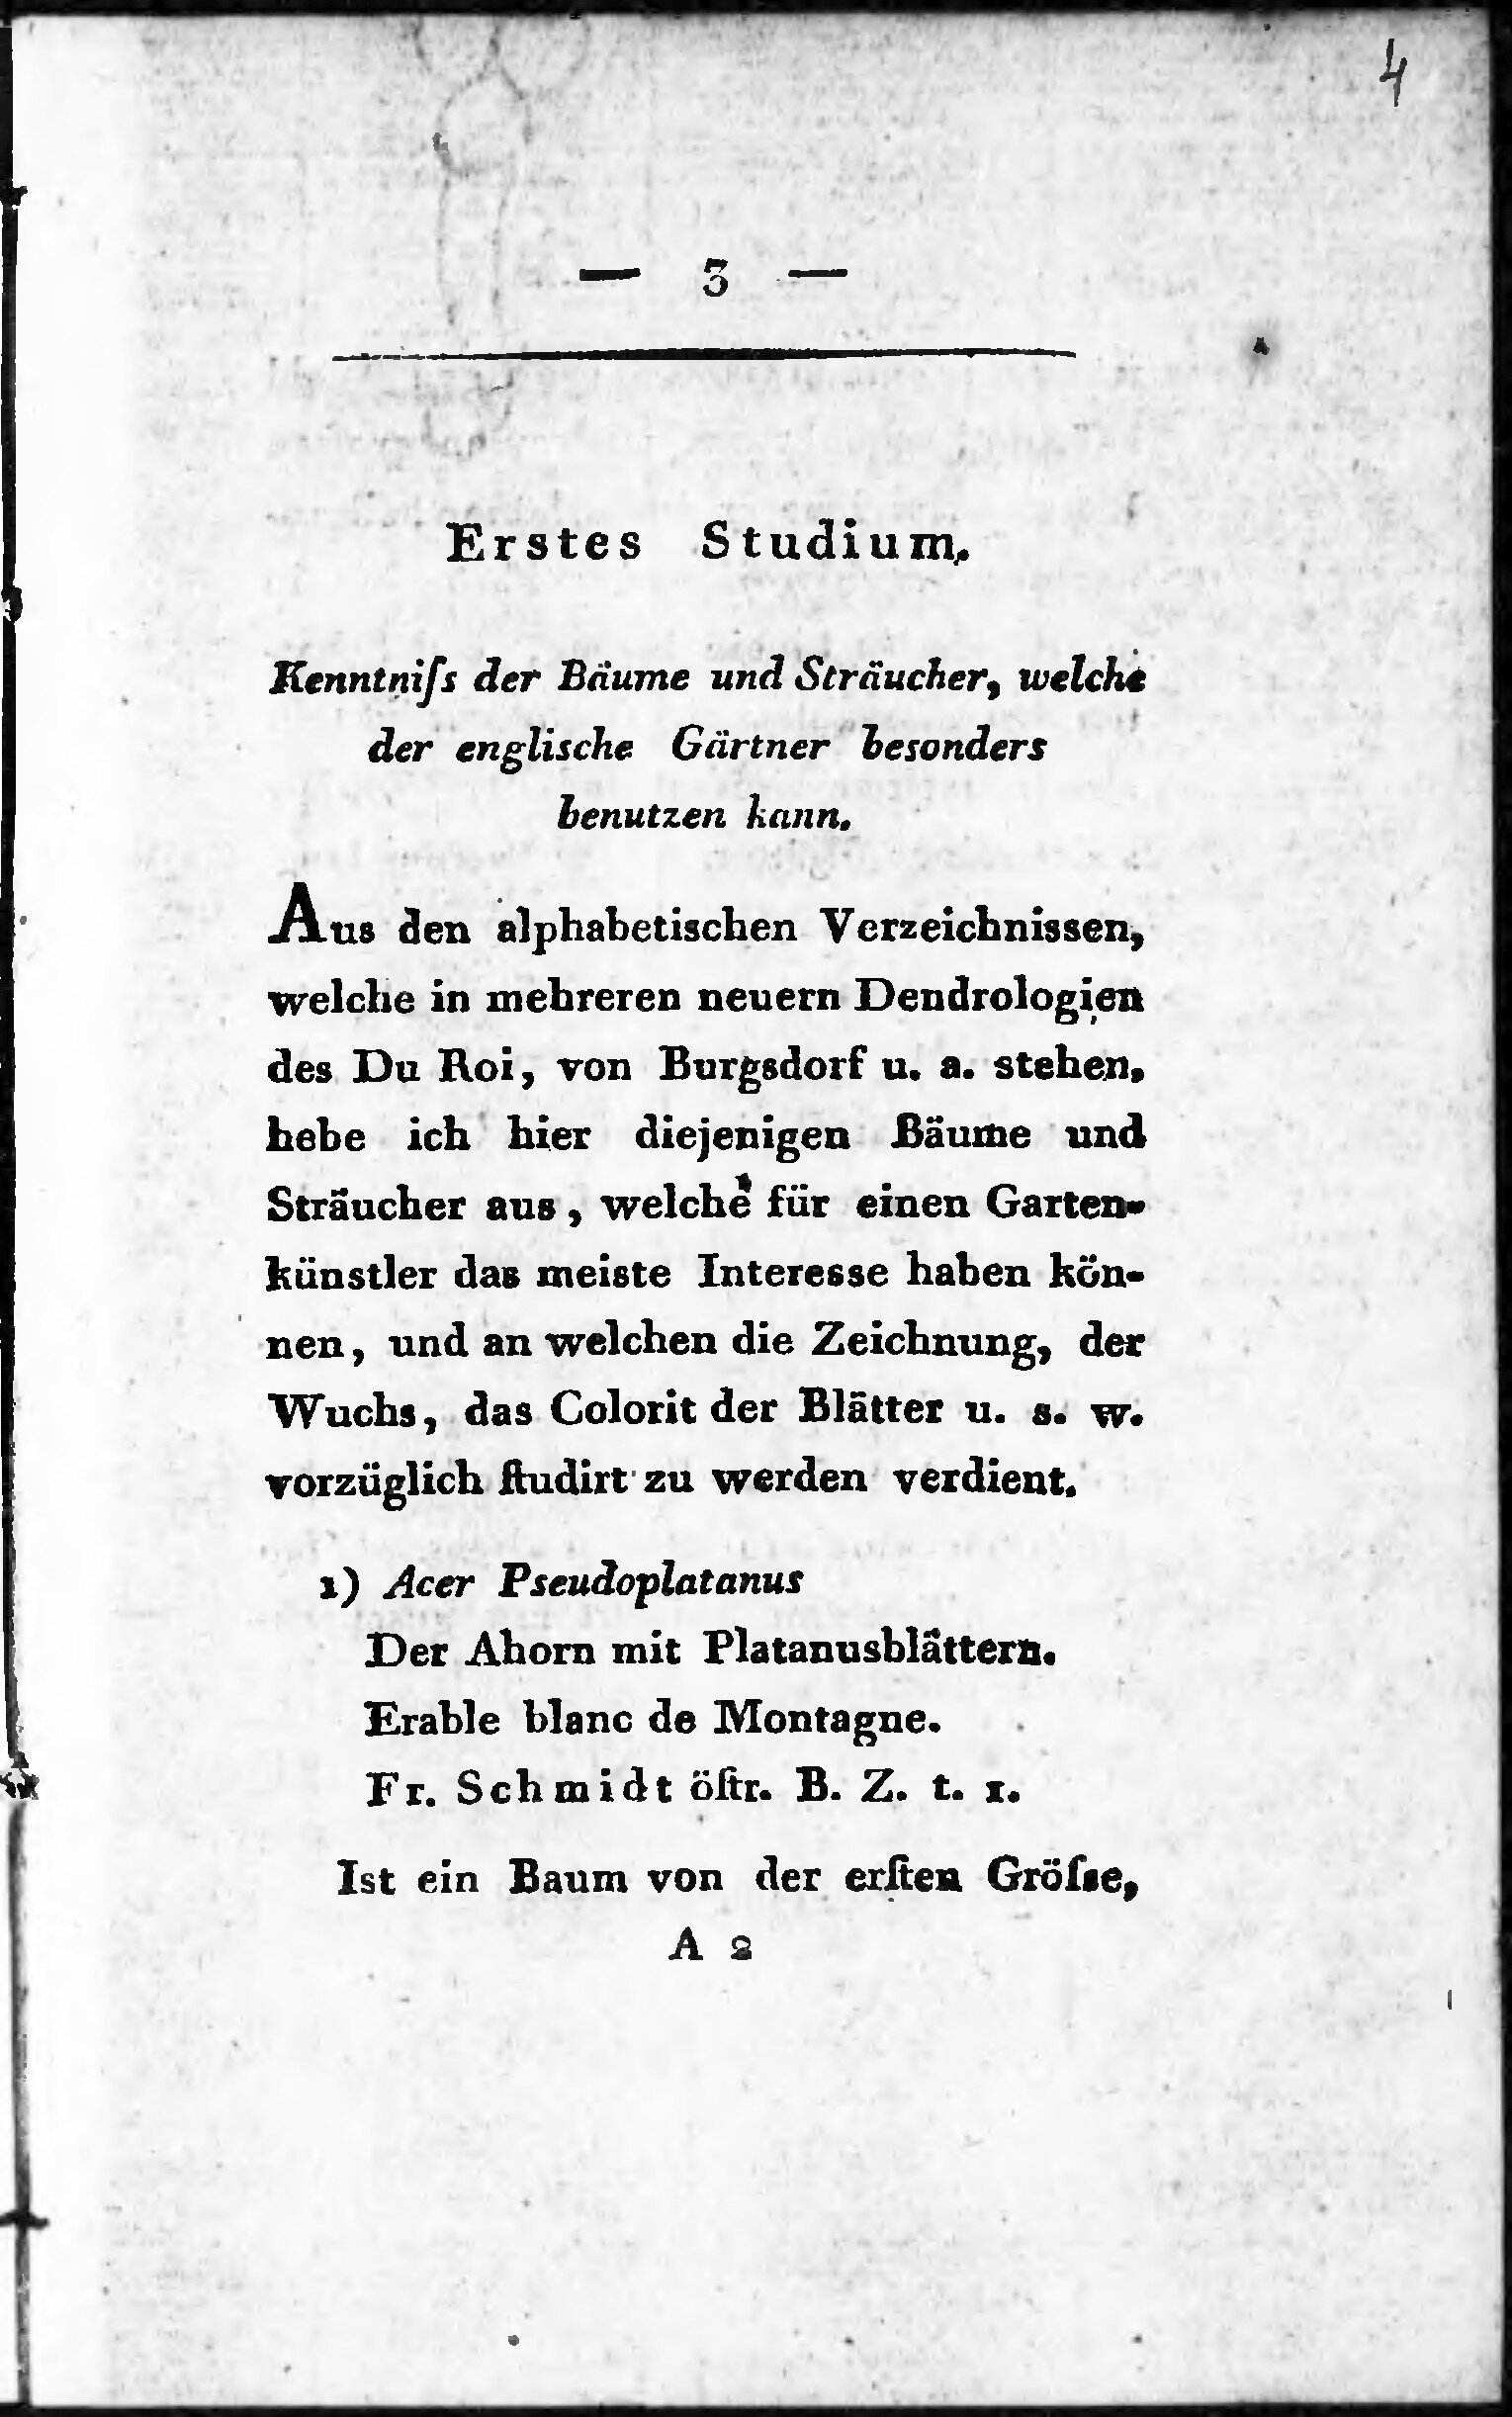 4
— 3 —
Erstes Studium.
Kenntniſs der Bäume und Sträucher, welche
der englische Gärtner besonders
benutzen kann.
Aus den alphabetischen Verzeichnissen,
welche in mehreren neuern Dendrologien
des Du Roi, von Burgsdorf u. a. stehen,
hebe ich hier diejenigen Bäume und
Sträucher aus, welche für einen Garten-
künstler das meiste Interesse haben kön-
nen, und an welchen die Zeichnung, der
Wuchs, das Colorit der Blätter u. s. w.
vorzüglich ſtudirt zu werden verdient.
1) Acer Pseudoplatanus
Der Ahorn mit Platanusblättern.
Erable blanc de Montagne.
Fr. Schmidt öſtr. B. Z. t. 1.
Ist ein Baum von der erſten Gröſse,
A 2